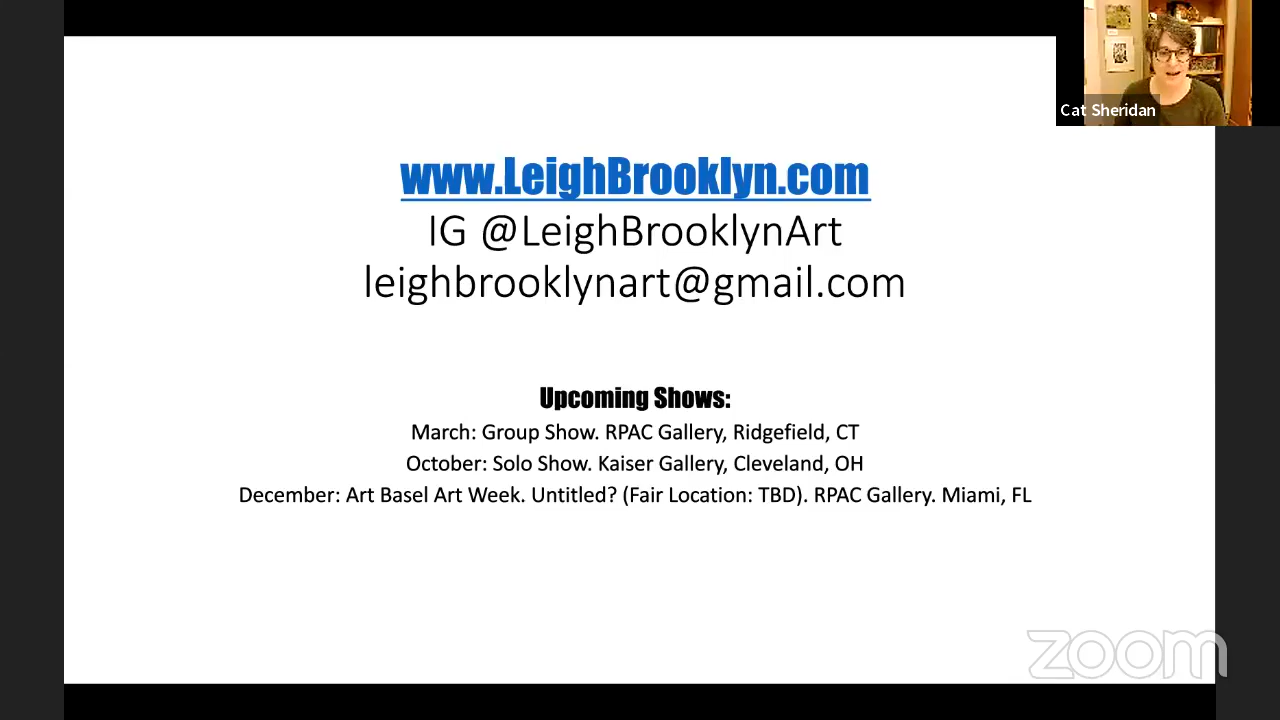 Cat Sheridan
www.LeighBrooklyn.com
IG @LeighBrooklynArt
leighbrooklynart@gmail.com
Upcoming Shows:
March: Group Show. RPAC Gallery, Ridgefield, CT
October: Solo Show. Kaiser Gallery, Cleveland, OH
December: Art Basel Art Week. Untitled? (Fair Location: TBD). RPAC Gallery. Miami, FL
zoom